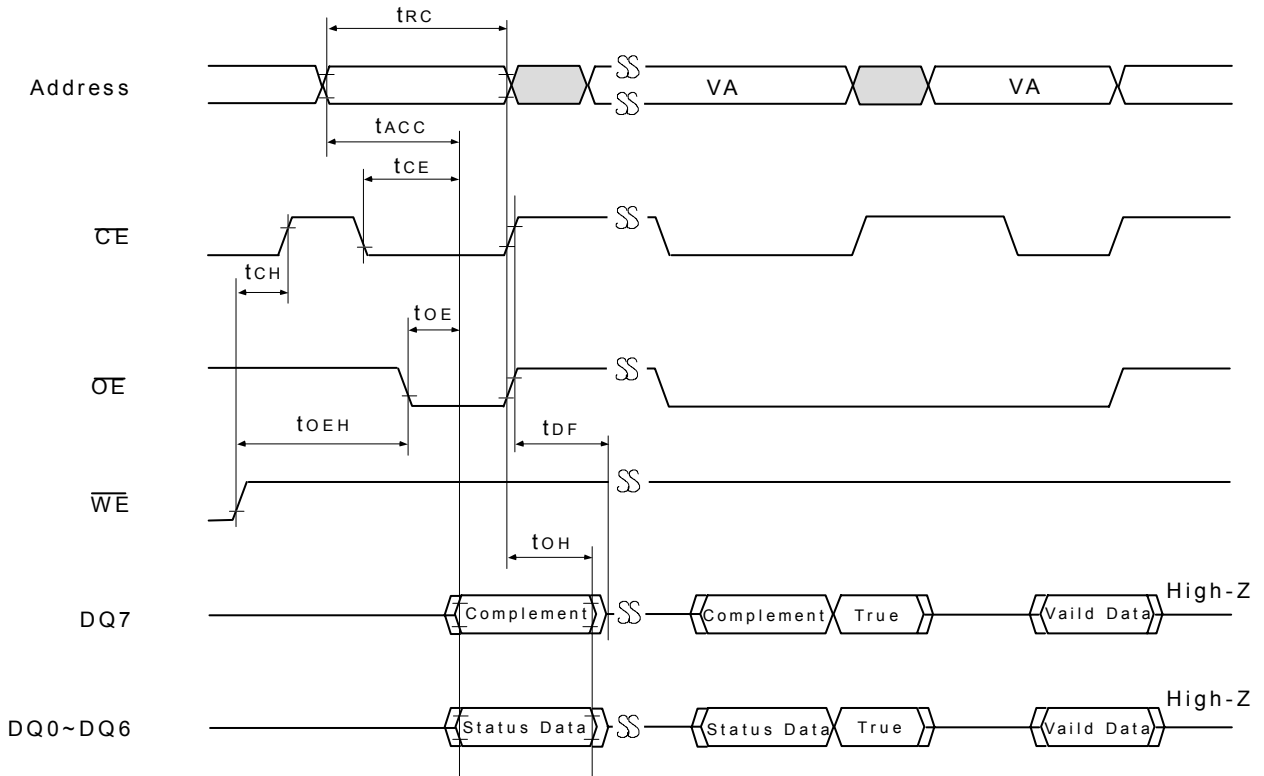 tRC
Address
VA
VA
tACC
tCE
CE
tCH
tOE
OE
tOEH
tDF
WE
tOH
DQ7
Complement
Complement
True
Vaild Data
High-Z
DQ0~DQ6
Status Data
Status Data
True
Vaild Data
High-Z